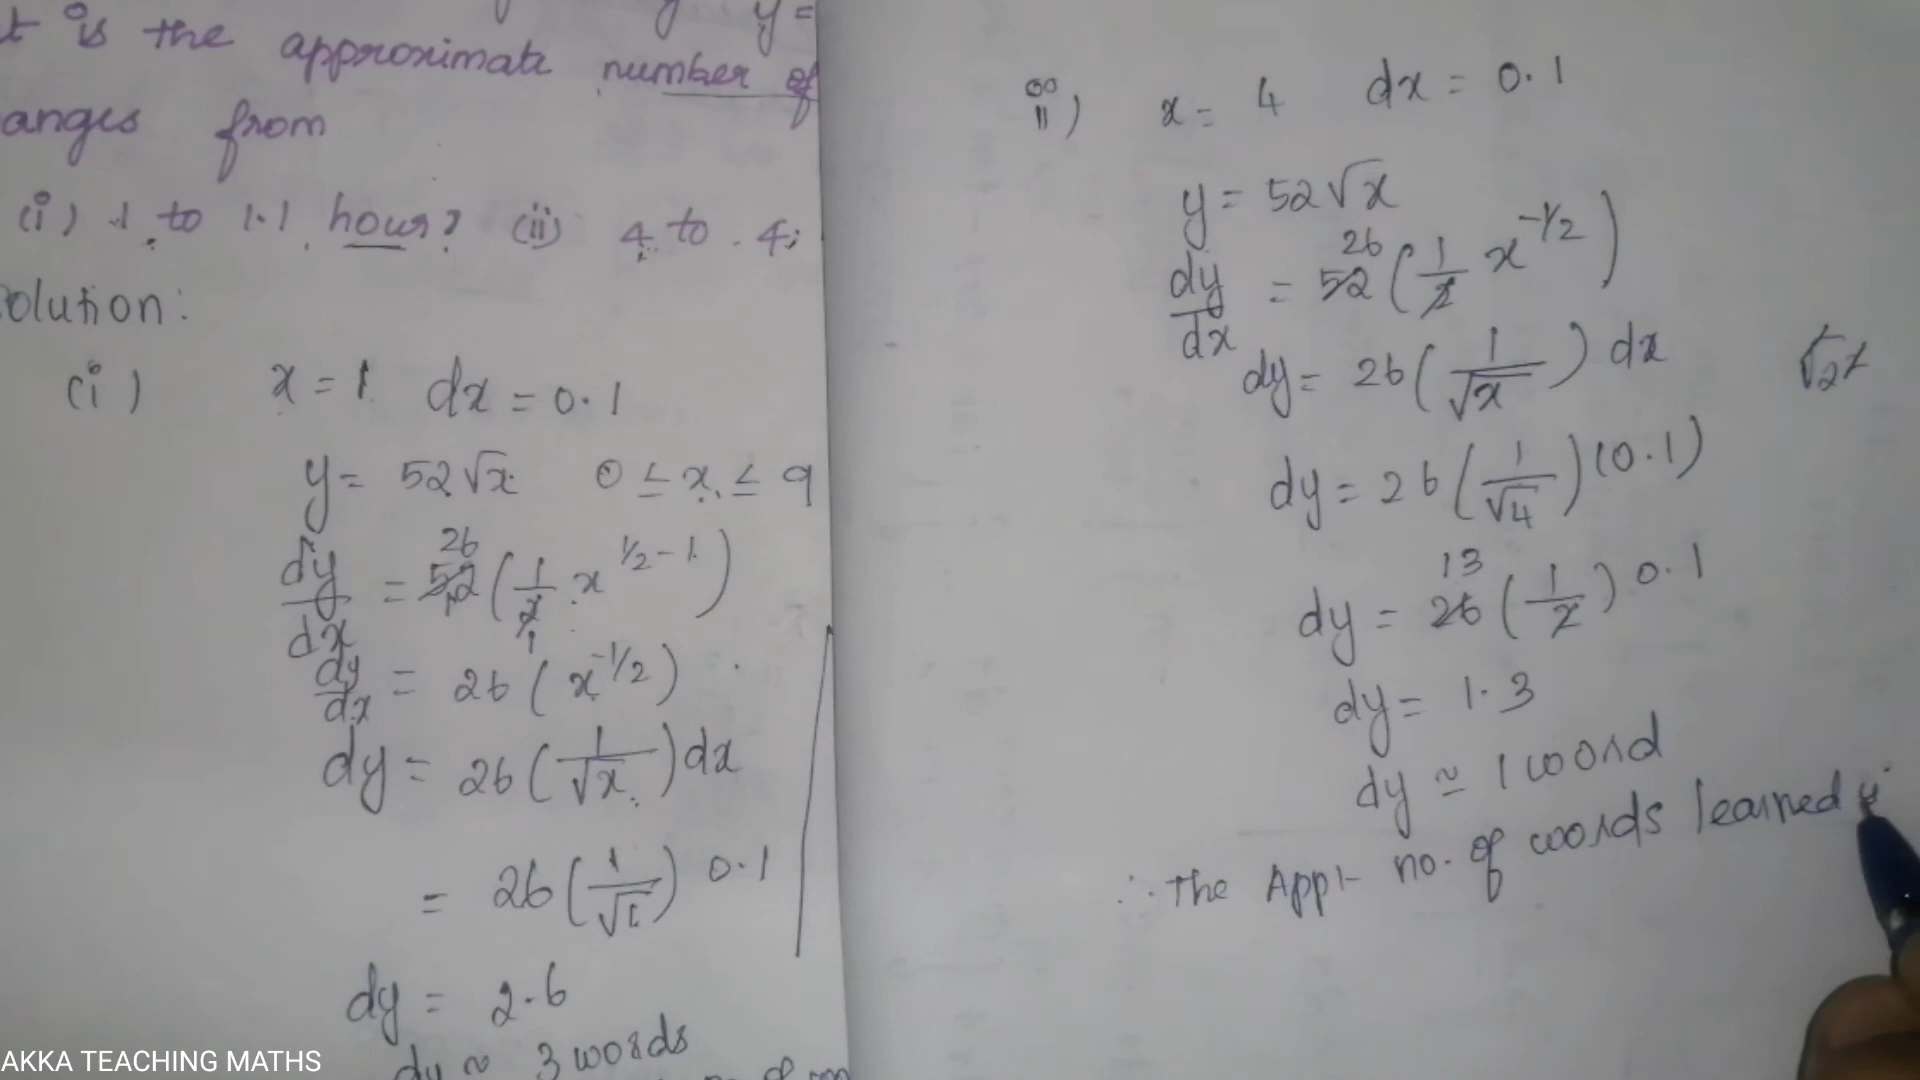 y =
t is the approximate number of
anges from
(i) 1 to 1.1 hour? (ii) 4 to 4.
olution:
(i) x = 1 dx = 0.1
y = 52√x 0 ≤ x ≤ 9
dy/dx = 52 26 (1/2 x^1/2-1) 1
dy/dx = 26 (x^-1/2)
dy = 26 (1/√x) dx
= 26 (1/√1) 0.1
dy = 2.6
dy ≈ 3 words
of
ii) x = 4 dx = 0.1
y = 52√x
dy/dx = 52 26 (1/2 x^-1/2)
dy = 26 (1/√x) dx
dy = 26 (1/√4) (0.1)
dy = 26 13 (1/2) 0.1
dy = 1.3
dy ≃ 1 word
∴ The App1- no. of words learned
AKKA TEACHING MATHS